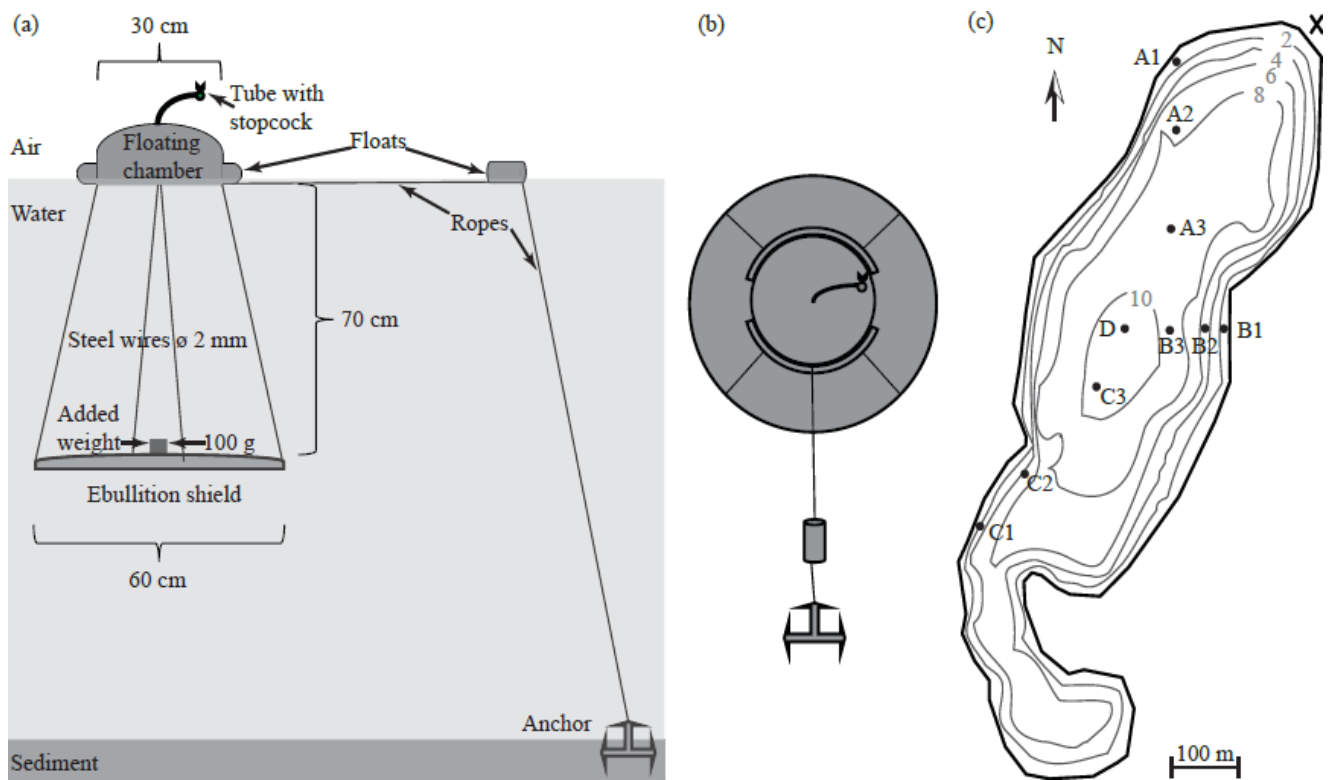 (a)
30 cm
Tube with
stopcock
Air
Floating
chamber
Floats
Water
Ropes
70 cm
Steel wires ø 2 mm
Added
weight
100 g
Ebullition shield
60 cm
Anchor
Sediment
(b)
(c)
N
X
A1
2
4
6
8
A2
A3
10
D
B3
B2
B1
C3
C2
C1
100 m